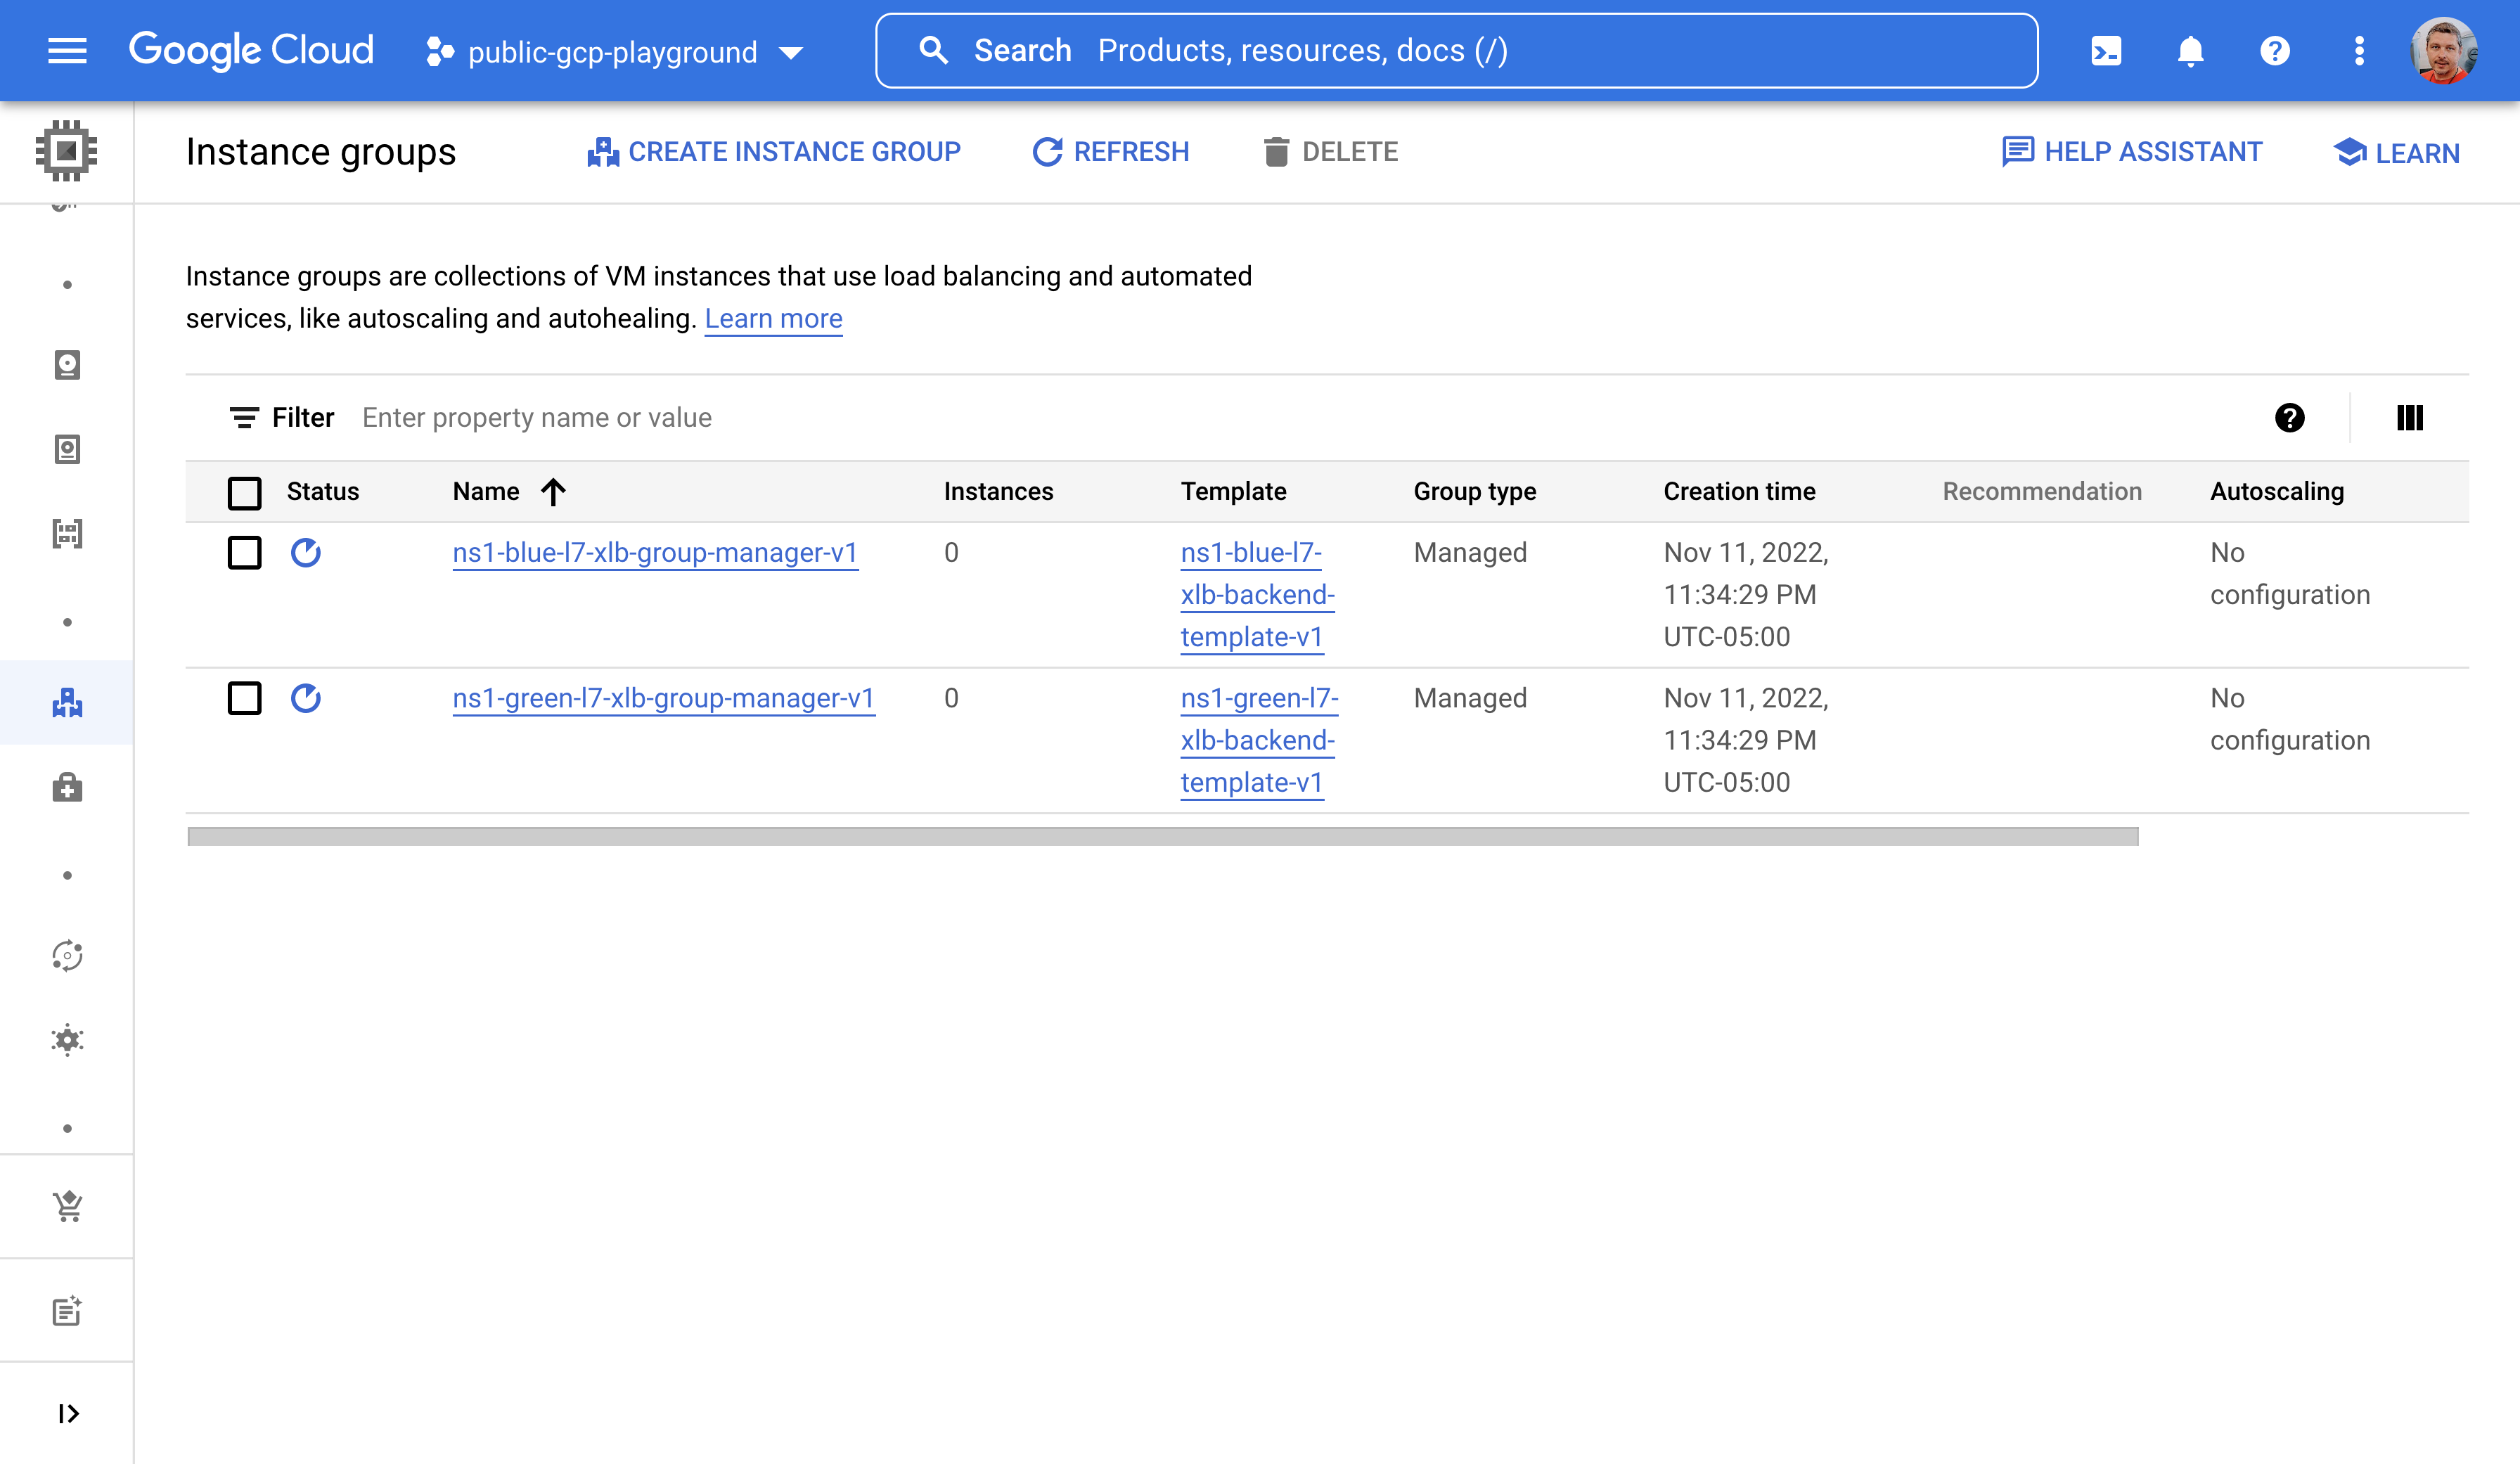 Google Cloud public-gcp-playground Search Products, resources, docs (/)
Instance groups CREATE INSTANCE GROUP REFRESH DELETE HELP ASSISTANT LEARN
Instance groups are collections of VM instances that use load balancing and automated
services, like autoscaling and autohealing. Learn more
Filter Enter property name or value
Status Name Instances Template Group type Creation time Recommendation Autoscaling
ns1-blue-l7-xlb-group-manager-v1 0 ns1-blue-l7- Managed Nov 11, 2022, No
xlb-backend- 11:34:29 PM configuration
template-v1 UTC-05:00
ns1-green-l7-xlb-group-manager-v1 0 ns1-green-l7- Managed Nov 11, 2022, No
xlb-backend- 11:34:29 PM configuration
template-v1 UTC-05:00